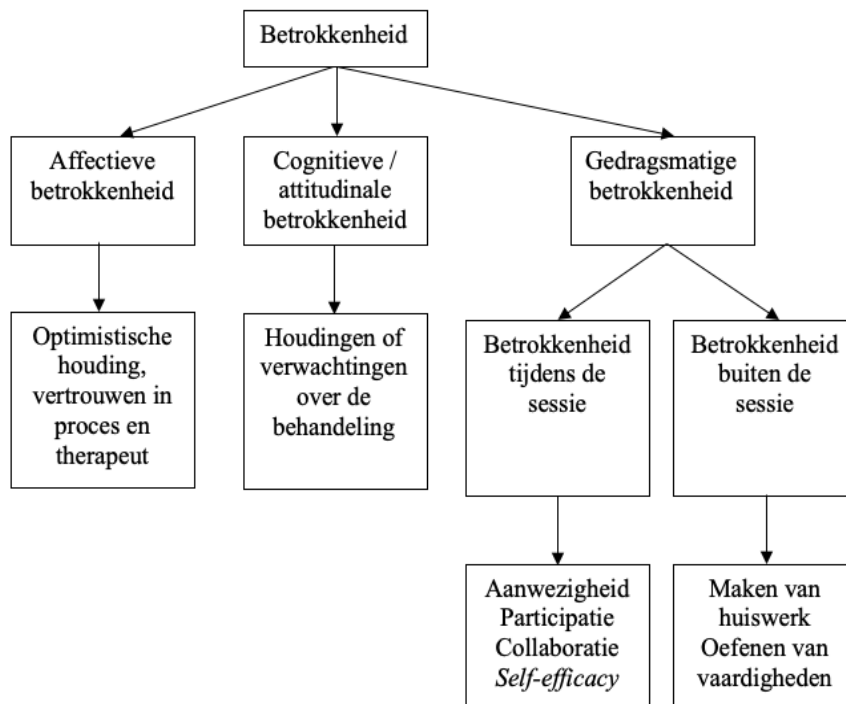 Betrokkenheid
Affectieve
betrokkenheid
Cognitieve /
attitudinale
betrokkenheid
Gedragsmatige
betrokkenheid
Optimistische
houding,
vertrouwen in
proces en
therapeut
Houdingen of
verwachtingen
over de
behandeling
Betrokkenheid
tijdens de
sessie
Betrokkenheid
buiten de
sessie
Aanwezigheid
Participatie
Collaboratie
Self-efficacy
Maken van
huiswerk
Oefenen van
vaardigheden